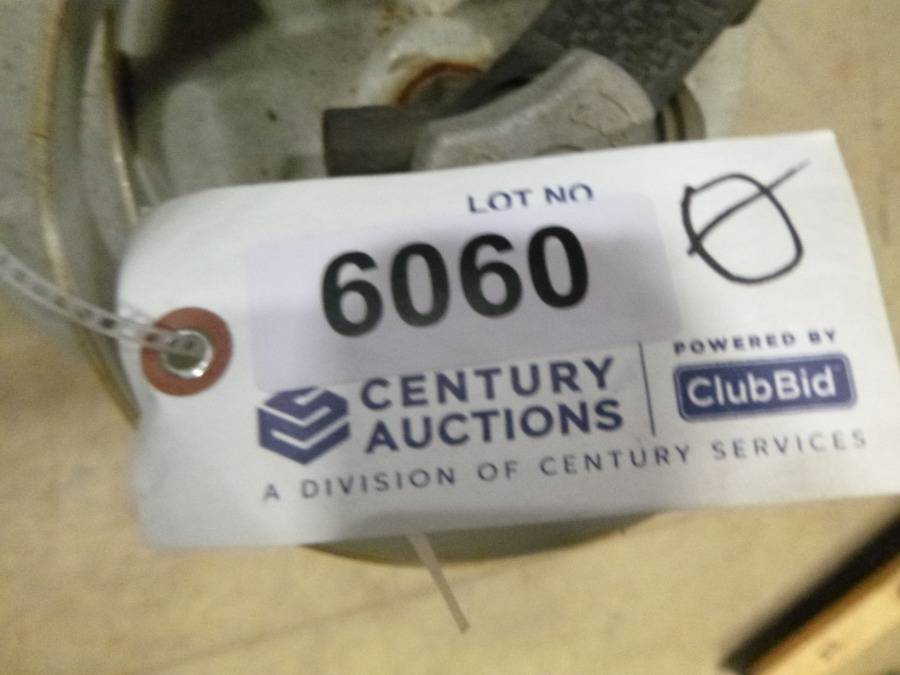 LOT NO
6060
CENTURY
AUCTIONS
POWERED BY
ClubBid
A DIVISION OF CENTURY SERVICES